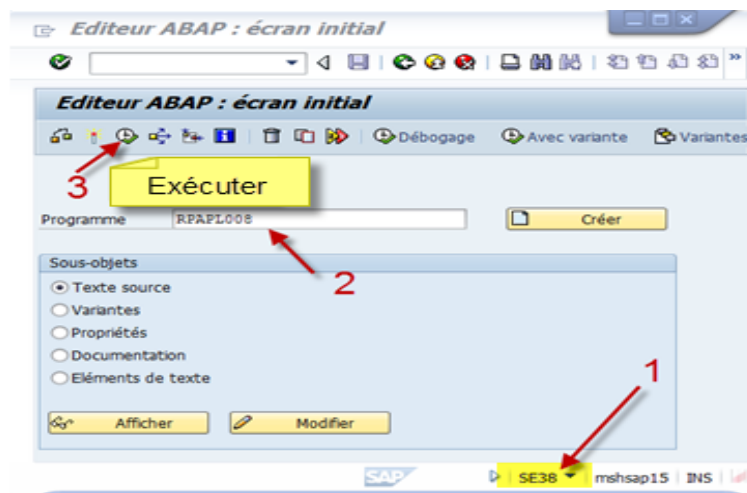 Editeur ABAP : écran initial
Editeur ABAP : écran initial
Débogage Avec variante Variantes
3 Exécuter
Programme RPAPL008 Créer
2
Sous-objets
Texte source
Variantes
Propriétés
Documentation
Eléments de texte
1
Afficher Modifier
SAP SE38 mshsap15 INS